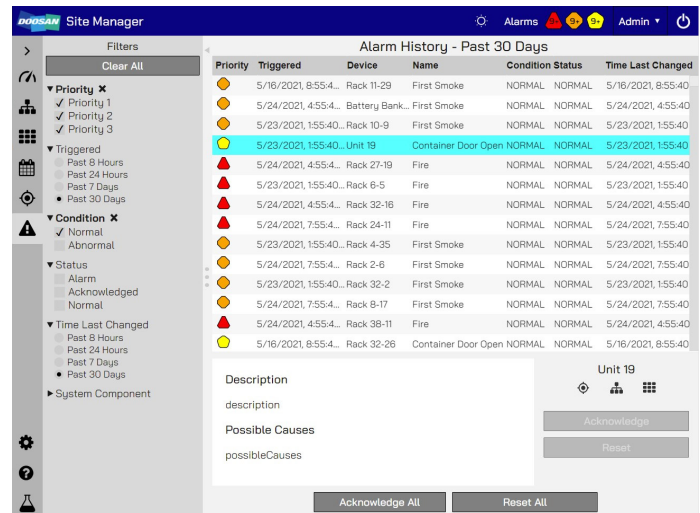 DOOSAN Site Manager Alarms 9+ 9+ 9+ Admin
Filters
Clear All
Priority ✖
Priority 1
Priority 2
Priority 3
Triggered
Past 8 Hours
Past 24 Hours
Past 7 Days
Past 30 Days
Condition ✖
Normal
Abnormal
Status
Alarm
Acknowledged
Normal
Time Last Changed
Past 8 Hours
Past 24 Hours
Past 7 Days
Past 30 Days
System Component
Alarm History - Past 30 Days
Priority Triggered Device Name Condition Status Time Last Changed
5/16/2021, 8:55:4... Rack 11-29 First Smoke NORMAL NORMAL 5/16/2021, 8:55:40
5/24/2021, 4:55:4... Battery Bank... First Smoke NORMAL NORMAL 5/24/2021, 4:55:40
5/23/2021, 1:55:40... Rack 10-9 First Smoke NORMAL NORMAL 5/23/2021, 1:55:40
5/23/2021, 1:55:40... Unit 19 Container Door Open NORMAL NORMAL 5/23/2021, 1:55:40
5/24/2021, 4:55:4... Rack 27-19 Fire NORMAL NORMAL 5/24/2021, 4:55:40
5/23/2021, 1:55:40... Rack 6-5 Fire NORMAL NORMAL 5/23/2021, 1:55:40
5/24/2021, 4:55:4... Rack 32-16 Fire NORMAL NORMAL 5/24/2021, 4:55:40
5/24/2021, 7:55:4... Rack 24-11 Fire NORMAL NORMAL 5/24/2021, 7:55:40
5/23/2021, 1:55:40... Rack 4-35 First Smoke NORMAL NORMAL 5/23/2021, 1:55:40
5/24/2021, 7:55:4... Rack 2-6 First Smoke NORMAL NORMAL 5/24/2021, 7:55:40
5/23/2021, 1:55:40... Rack 32-2 First Smoke NORMAL NORMAL 5/23/2021, 1:55:40
5/24/2021, 7:55:4... Rack 8-17 First Smoke NORMAL NORMAL 5/24/2021, 7:55:40
5/24/2021, 4:55:4... Rack 38-11 Fire NORMAL NORMAL 5/24/2021, 4:55:40
5/16/2021, 8:55:4... Rack 32-26 Container Door Open NORMAL NORMAL 5/16/2021, 8:55:40
Description
description
Possible Causes
possibleCauses
Unit 19
Acknowledge
Reset
Acknowledge All Reset All